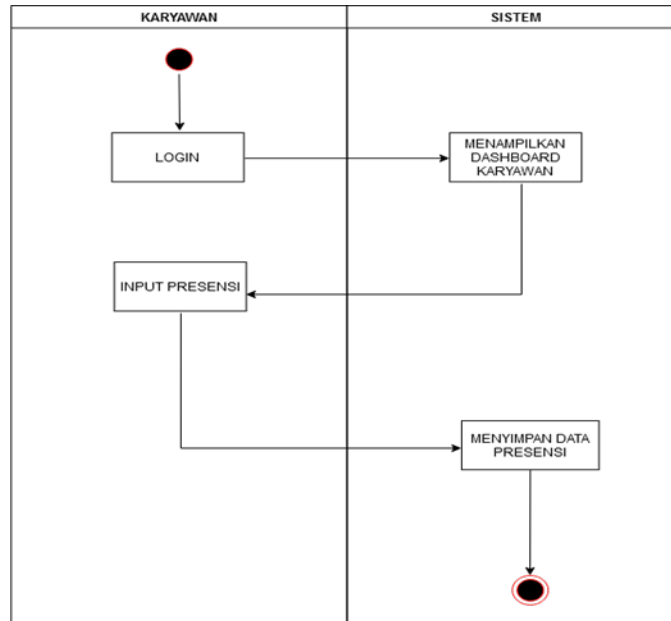 KARYAWAN
SISTEM
LOGIN
MENAMPILKAN
DASHBOARD
KARYAWAN
INPUT PRESENSI
MENYIMPAN DATA
PRESENSI